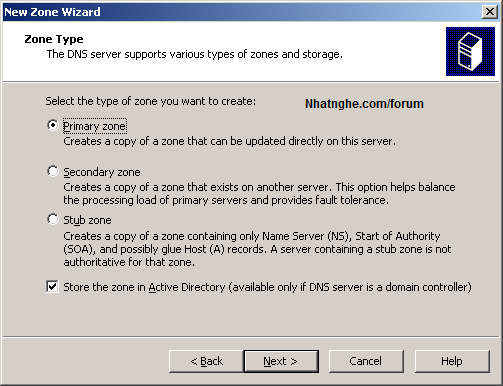 New Zone Wizard
Zone Type
The DNS server supports various types of zones and storage.
Select the type of zone you want to create:
Nhatnghe.com/forum
Primary zone
Creates a copy of a zone that can be updated directly on this server.
Secondary zone
Creates a copy of a zone that exists on another server. This option helps balance
the processing load of primary servers and provides fault tolerance.
Stub zone
Creates a copy of a zone containing only Name Server (NS), Start of Authority
(SOA), and possibly glue Host (A) records. A server containing a stub zone is not
authoritative for that zone.
Store the zone in Active Directory (available only if DNS server is a domain controller)
< Back
Next >
Cancel
Help